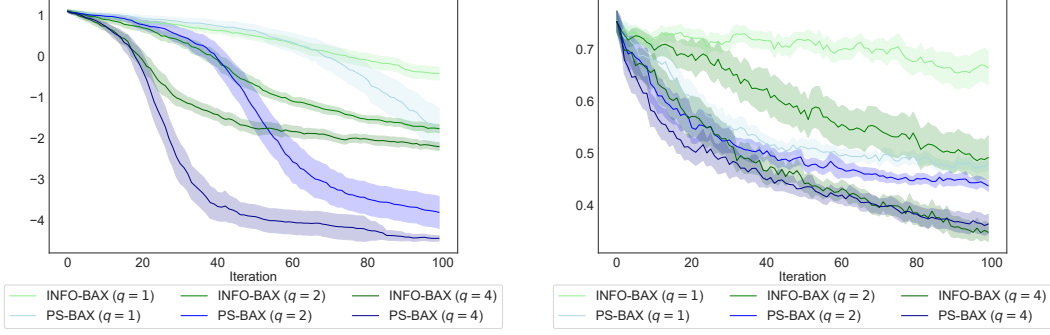 1
0
−1
−2
−3
−4
0 20 40 60 80 100
Iteration
INFO-BAX (q = 1) INFO-BAX (q = 2) INFO-BAX (q = 4)
PS-BAX (q = 1) PS-BAX (q = 2) PS-BAX (q = 4)
0.7
0.6
0.5
0.4
0 20 40 60 80 100
Iteration
INFO-BAX (q = 1) INFO-BAX (q = 2) INFO-BAX (q = 4)
PS-BAX (q = 1) PS-BAX (q = 2) PS-BAX (q = 4)